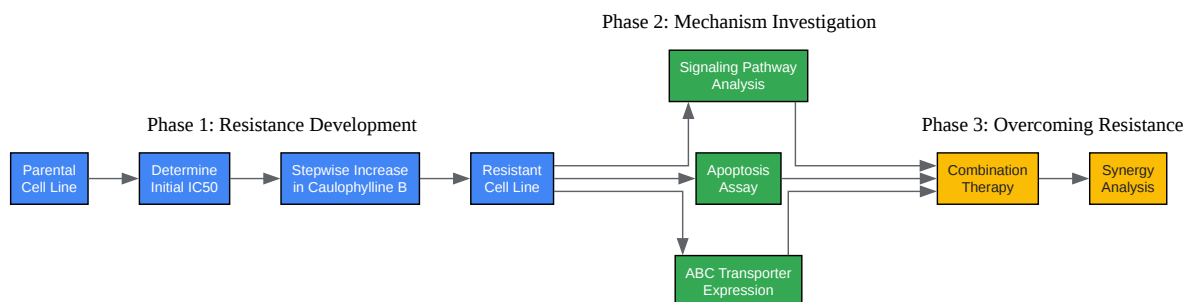 Phase 2: Mechanism Investigation
Signaling Pathway
Analysis
Phase 1: Resistance Development
Phase 3: Overcoming Resistance
Parental
Cell Line
Determine
Initial IC50
Stepwise Increase
in Caulophylline B
Resistant
Cell Line
Apoptosis
Assay
Combination
Therapy
Synergy
Analysis
ABC Transporter
Expression